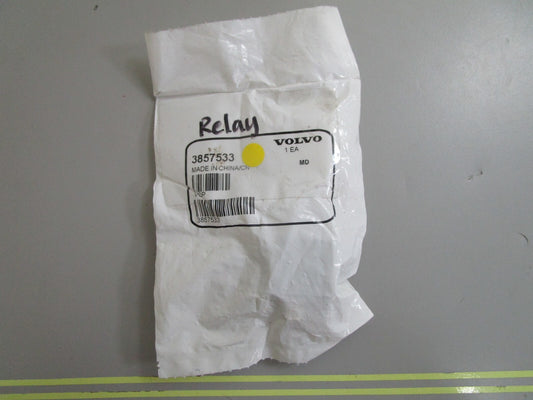 Relay
VOLVO
3857533
1 EA
MADE IN CHINA/CN
MD
3857533